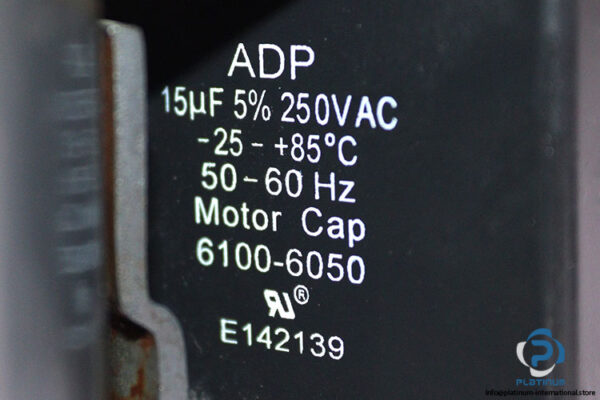 ADP
15µF 5% 250VAC
-25-+85°C
50-60 Hz
Motor Cap
6100-6050
RU®
E142139
PLATINUM
info@platinum-international.store